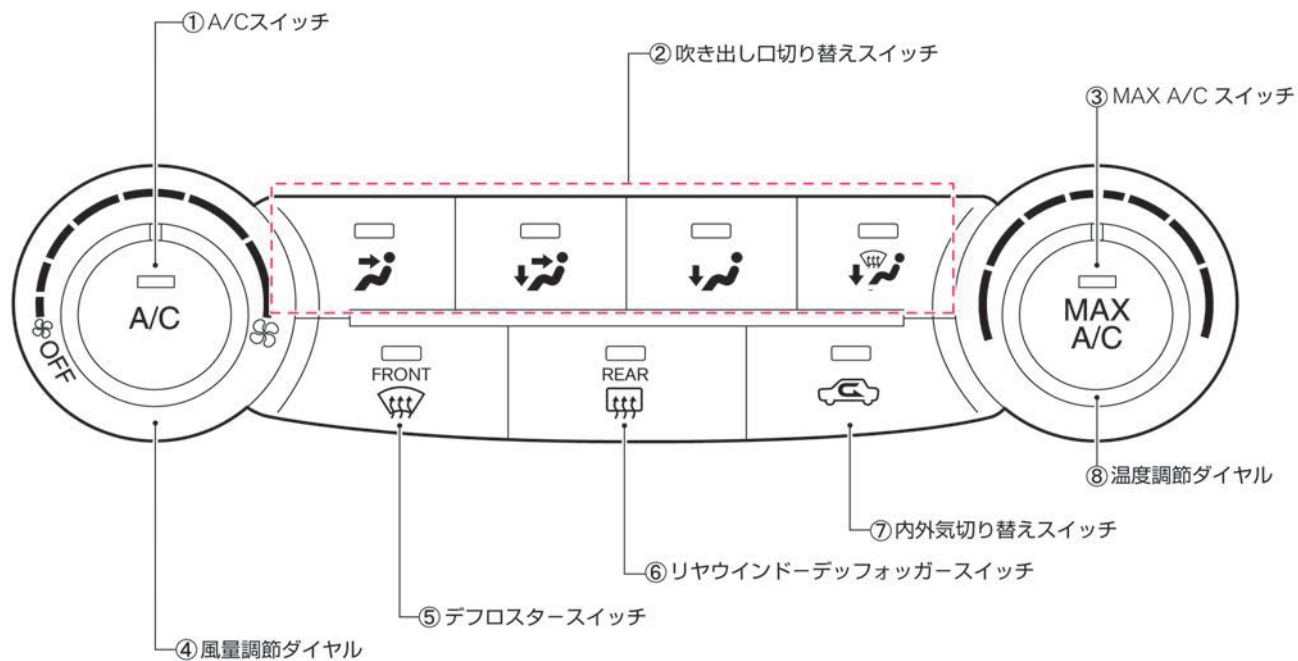 ①A/Cスイッチ
②吹き出し口切り替えスイッチ
③MAX A/C スイッチ
A/C
OFF
MAX
A/C
FRONT
REAR
⑧温度調節ダイヤル
⑦内外気切り替えスイッチ
⑥リヤウインドーデッフォッガースイッチ
⑤デフロスタースイッチ
④風量調節ダイヤル